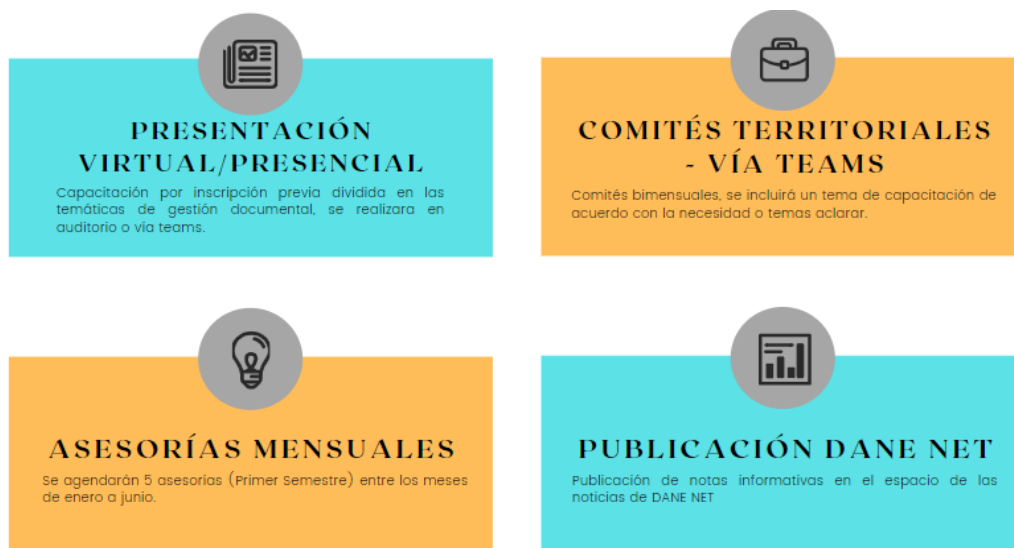 PRESENTACIÓN
VIRTUAL/PRESENCIAL
Capacitación por inscripción previa dividida en las
temáticas de gestión documental, se realizara en
auditorio o vía teams.
COMITÉS TERRITORIALES
- VÍA TEAMS
Comités bimensuales, se incluirá un tema de capacitación de
acuerdo con la necesidad o temas aclarar.
ASESORÍAS MENSUALES
Se agendarán 5 asesorías (Primer Semestre) entre los meses
de enero a junio.
PUBLICACIÓN DANE NET
Publicación de notas informativas en el espacio de las
noticias de DANE NET